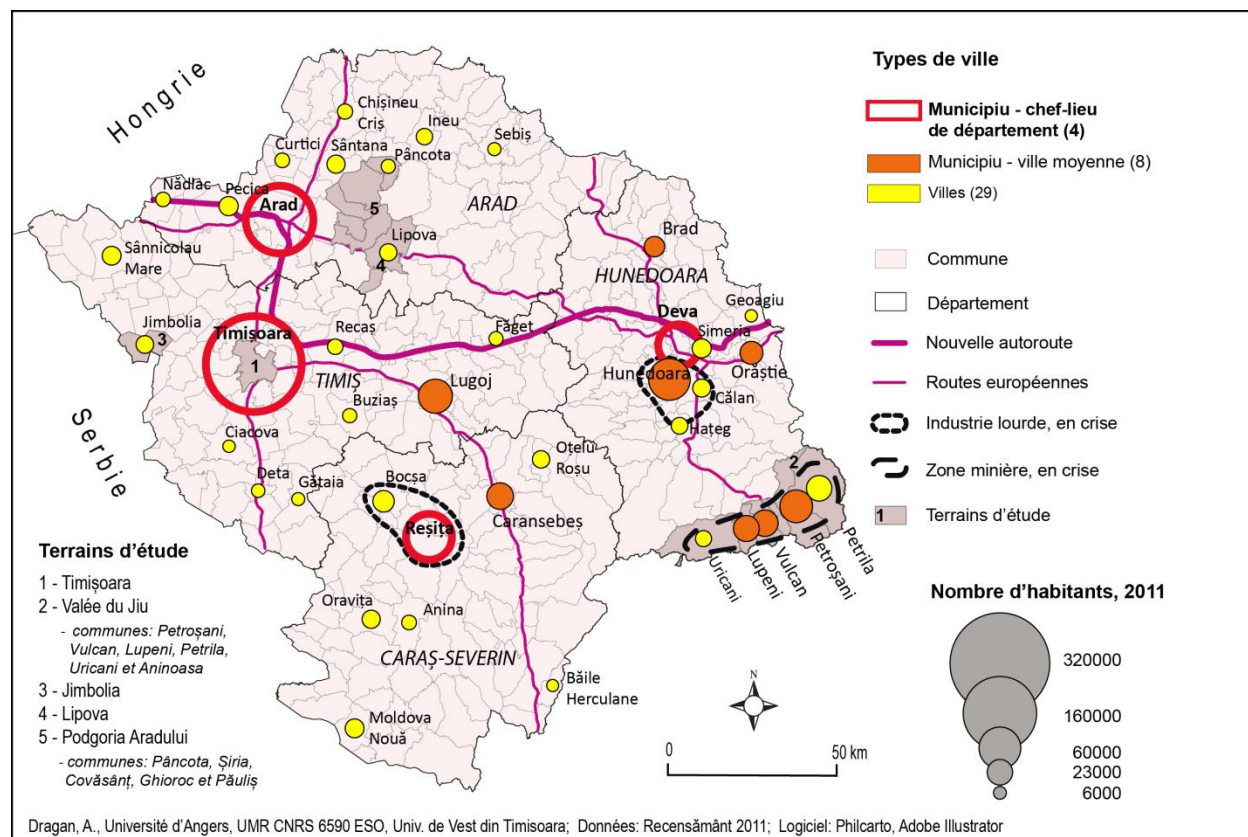 Hongrie
Chișineu
Criș
Ineu
Sebiș
Curtici
Sântana
Pâncota
Nădlac
Pecica
Arad
5
ARAD
Lipova
4
Brad
HUNEDOARA
Sânnicolau
Mare
Geoagiu
Deva
Simeria
Jimbolia
3
Timișoara
1
Recaș
Făget
TIMIȘ
Lugoj
Hunedoara
Orăștie
Călan
Buziaș
Hațeg
Serbie
Ciacova
Oțelu
Roșu
Deta
Gătaia
Bocșa
Reșița
Caransebeș
2
Uricani
Lupeni
Vulcan
Petroșani
Petrila
Oravița
Anina
CARAȘ-SEVERIN
Băile
Herculane
Moldova
Nouă
N
0
50 km
Terrains d’étude
1 - Timișoara
2 - Valée du Jiu
- communes: Petroșani,
Vulcan, Lupeni, Petrila,
Uricani et Aninoasa
3 - Jimbolia
4 - Lipova
5 - Podgoria Aradului
- communes: Pâncota, Șiria,
Covăsânț, Ghioroc et Păuliș
Types de ville
Municipiu - chef-lieu
de département (4)
Municipiu - ville moyenne (8)
Villes (29)
Commune
Département
Nouvelle autoroute
Routes européennes
Industrie lourde, en crise
Zone minière, en crise
1
Terrains d’étude
Nombre d’habitants, 2011
320000
160000
60000
23000
6000
Dragan, A., Université d’Angers, UMR CNRS 6590 ESO, Univ. de Vest din Timisoara; Données: Recensământ 2011; Logiciel: Philcarto, Adobe Illustrator